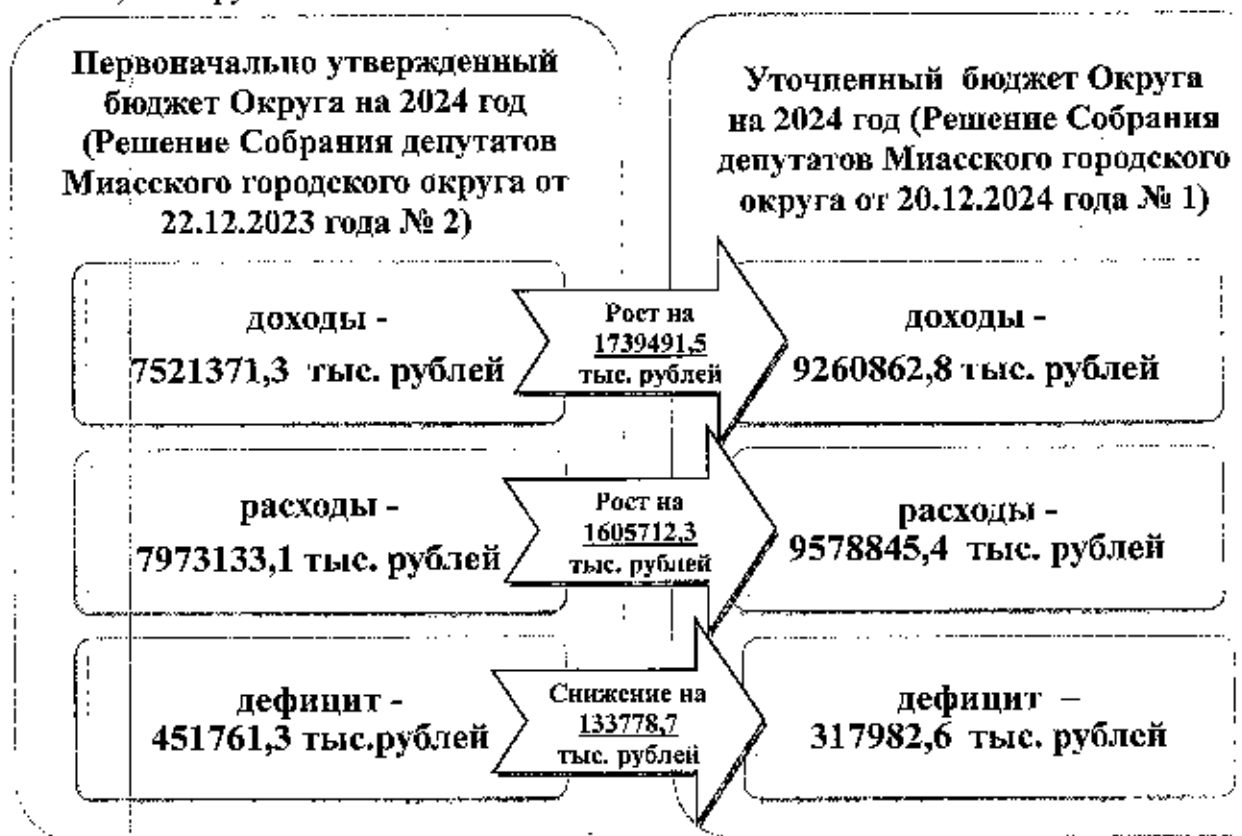 Первоначально утвержденный
бюджет Округа на 2024 год
(Решение Собрания депутатов
Миасского городского округа от
22.12.2023 года № 2)
доходы -
7521371,3 тыс. рублей
расходы -
7973133,1 тыс. рублей
дефицит -
451761,3 тыс.рублей
Рост на
1739491,5
тыс. рублей
Рост на
1605712,3
тыс. рублей
Снижение на
133778,7
тыс. рублей
Уточненный бюджет Округа
на 2024 год (Решение Собрания
депутатов Миасского городского
округа от 20.12.2024 года № 1)
доходы -
9260862,8 тыс. рублей
расходы -
9578845,4 тыс. рублей
дефицит –
317982,6 тыс. рублей